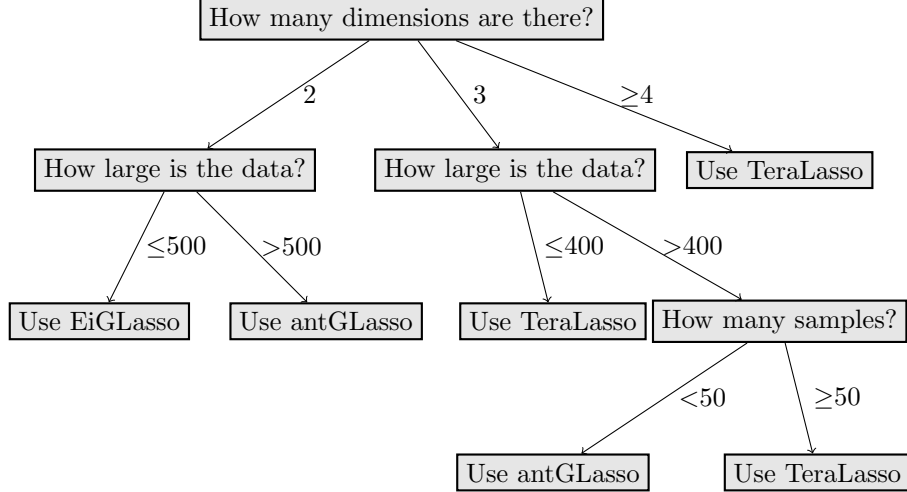 How many dimensions are there?
2
3
≥4
How large is the data?
How large is the data?
Use TeraLasso
≤500
>500
≤400
>400
Use EiGLasso
Use antGLasso
Use TeraLasso
How many samples?
<50
≥50
Use antGLasso
Use TeraLasso